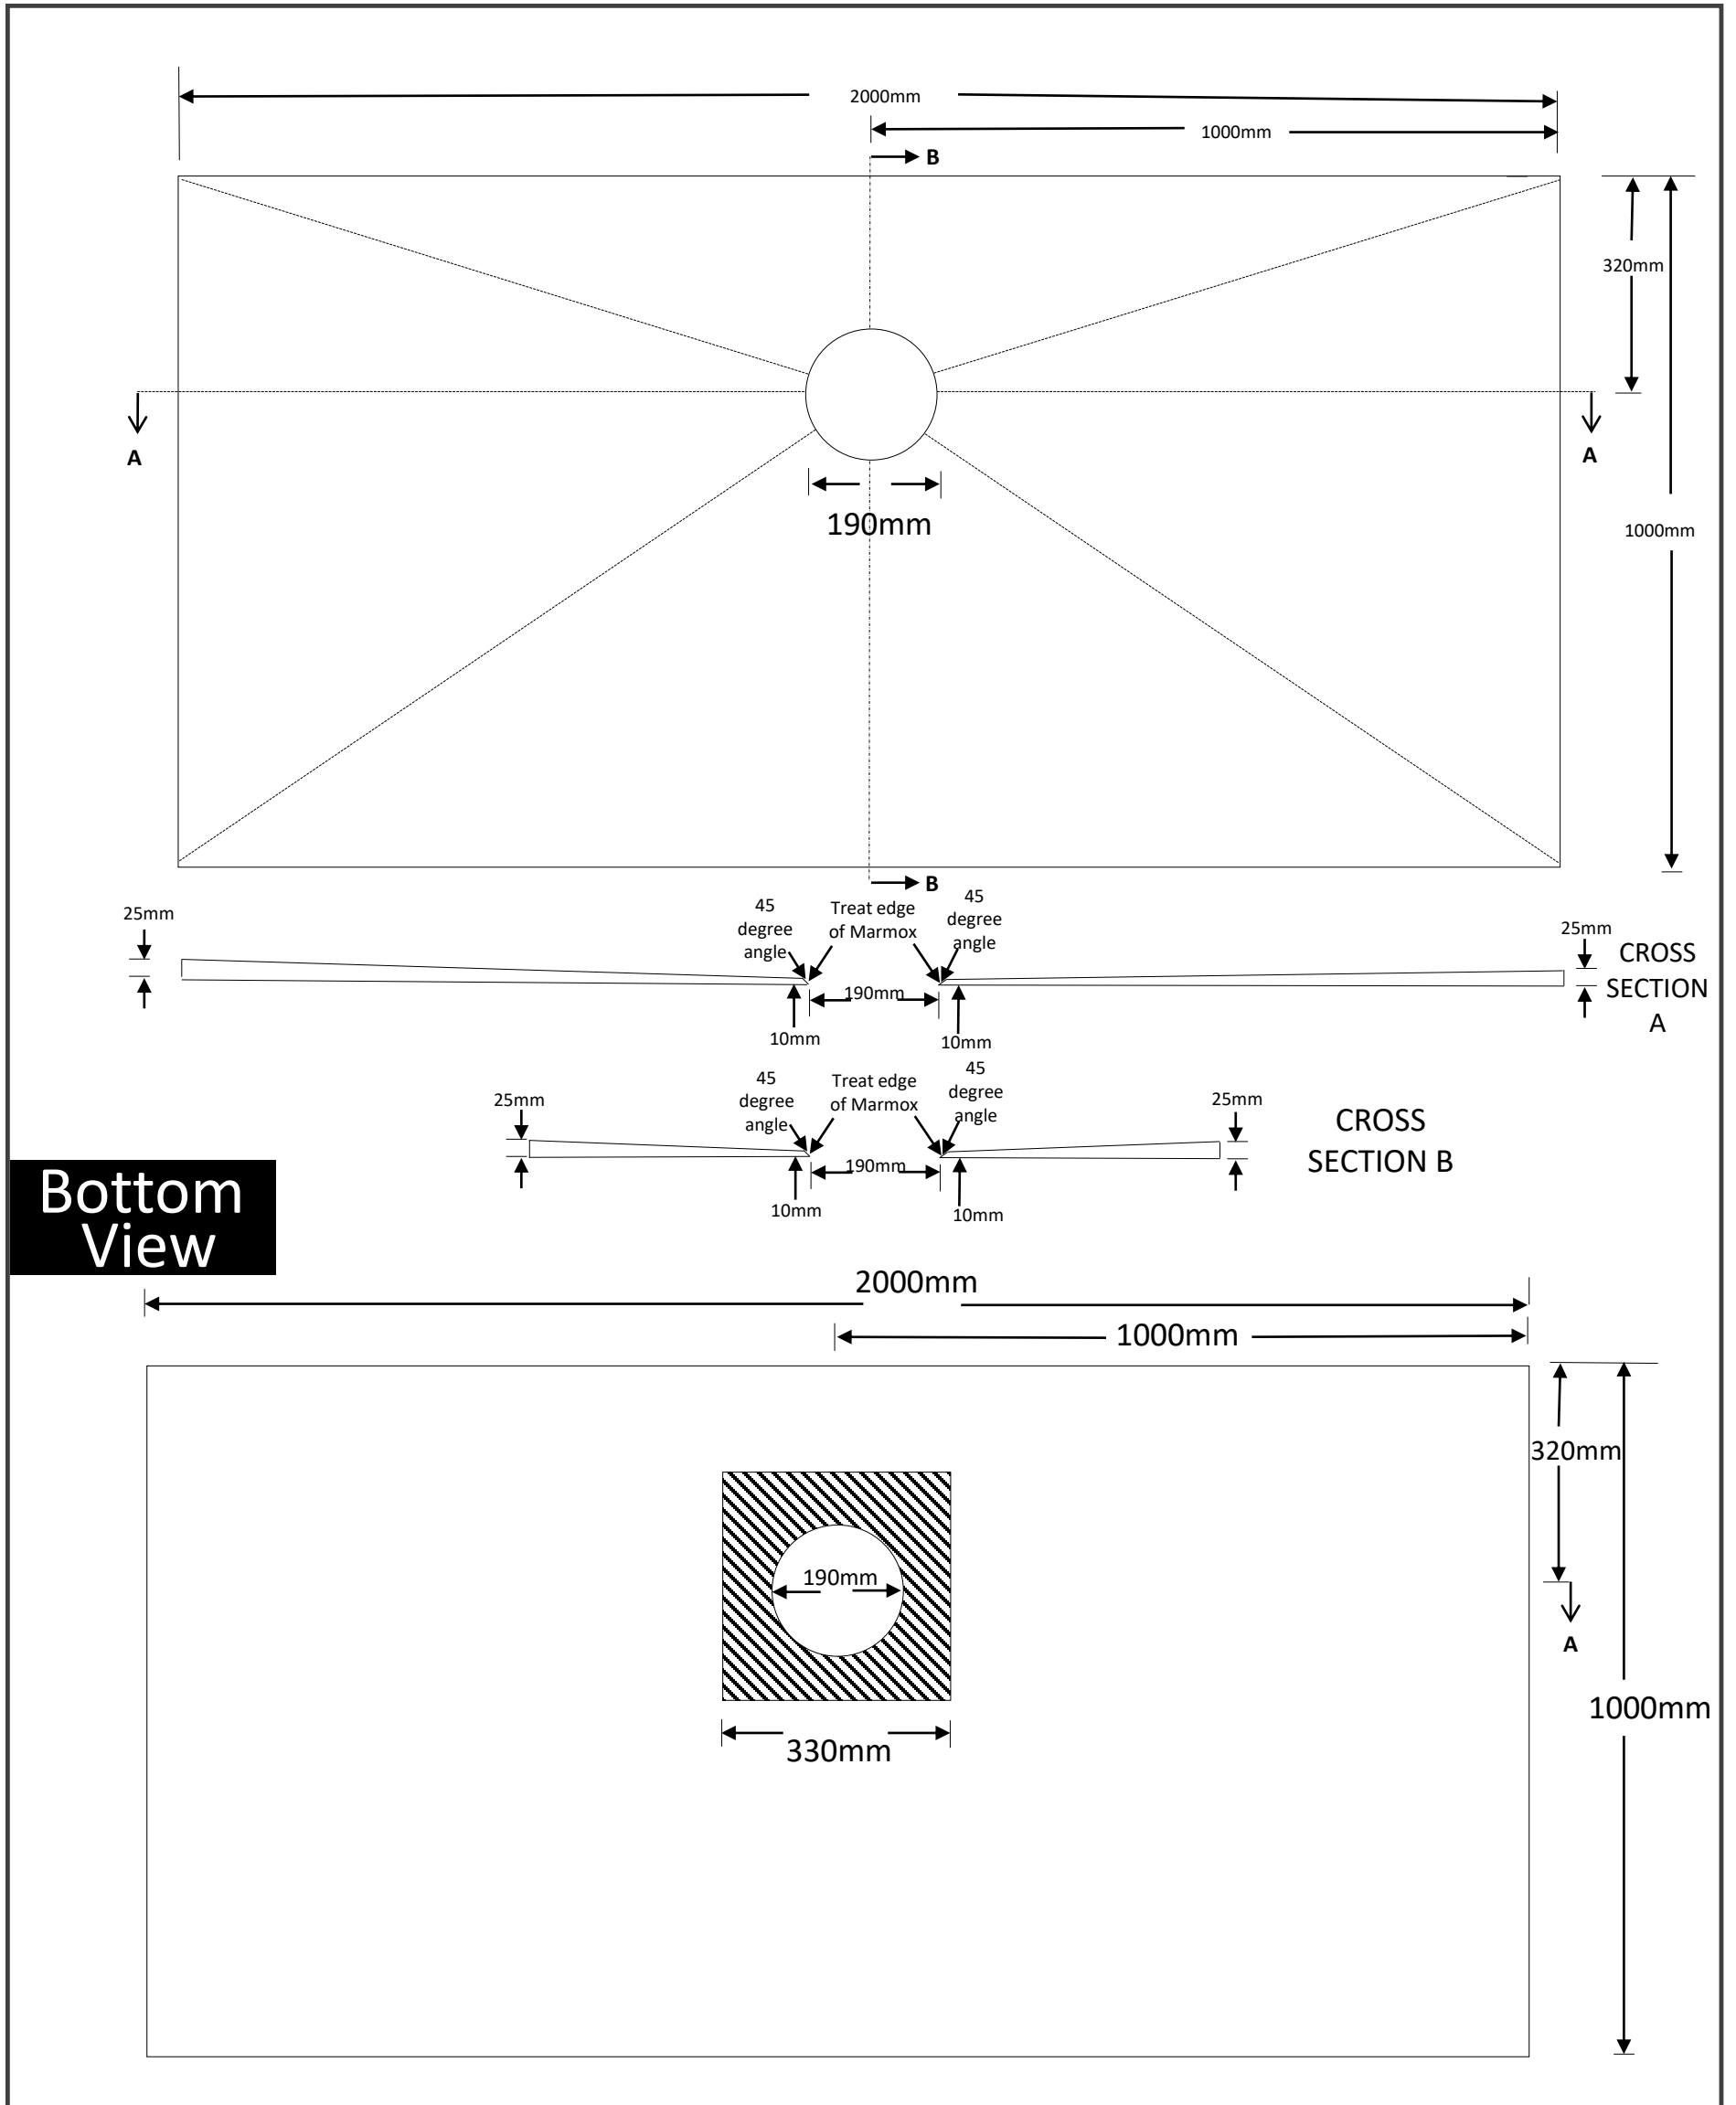 2000mm
1000mm
B
320mm
A
A
190mm
1000mm
B
25mm
45
degree
angle
Treat edge
of Marmox
45
degree
angle
25mm
CROSS
SECTION
A
190mm
10mm
10mm
25mm
45
degree
angle
Treat edge
of Marmox
45
degree
angle
25mm
CROSS
SECTION B
190mm
10mm
10mm
Bottom
View
2000mm
1000mm
320mm
190mm
A
1000mm
330mm